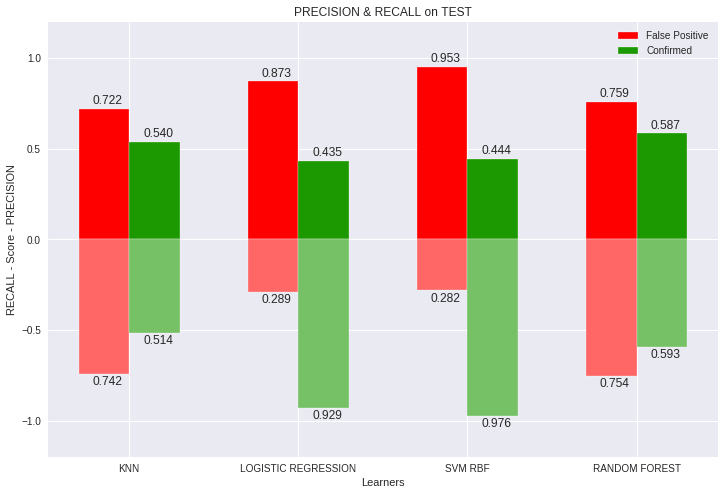 PRECISION & RECALL on TEST
RECALL - Score - PRECISION
1.0
0.5
0.0
−0.5
−1.0
False Positive
Confirmed
0.722
0.540
0.873
0.435
0.953
0.444
0.759
0.587
0.742
0.514
0.289
0.929
0.282
0.976
0.754
0.593
KNN
LOGISTIC REGRESSION
SVM RBF
RANDOM FOREST
Learners